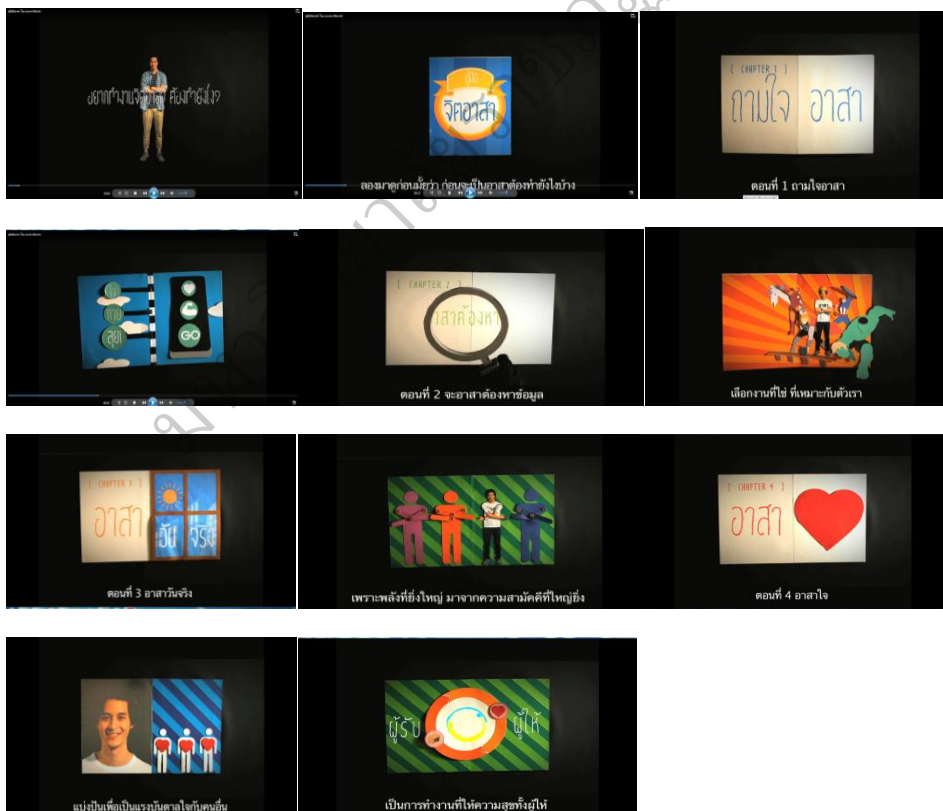 อยากทำงานจิตอาสา ต้องทำยังไง?
คู่มือ
จิตอาสา
ลองมาดูก่อนมั้ยว่า ก่อนจะเป็นอาสาต้องทำยังไงบ้าง
[ CHAPTER 1 ]
ถามใจ อาสา
ตอนที่ 1 ถามใจอาสา
กาย
GO
[ CHAPTER 2 ]
อาสาต้องหา
ตอนที่ 2 จะอาสาต้องหาข้อมูล
เลือกงานที่ใช่ ที่เหมาะกับตัวเรา
[ CHAPTER 3 ]
อาสา วันจริง
ตอนที่ 3 อาสาวันจริง
เพราะพลังที่ยิ่งใหญ่ มาจากความสามัคคีที่ใหญ่ยิ่ง
[ CHAPTER 4 ]
อาสา
ตอนที่ 4 อาสาใจ
แบ่งปันเพื่อเป็นแรงบันดาลใจกับคนอื่น
ผู้รับ ผู้ให้
เป็นการทำงานที่ให้ความสุขทั้งผู้ให้